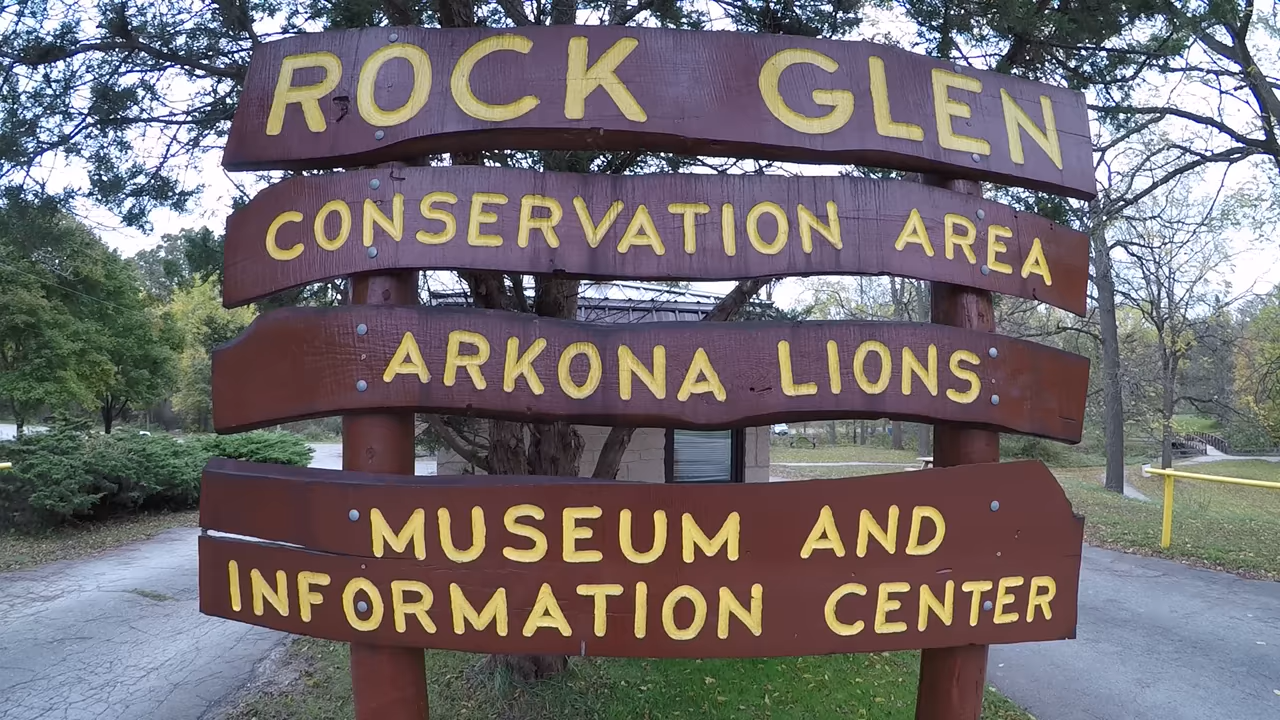 ROCK GLEN
CONSERVATION AREA
ARKONA LIONS
MUSEUM AND
INFORMATION CENTER